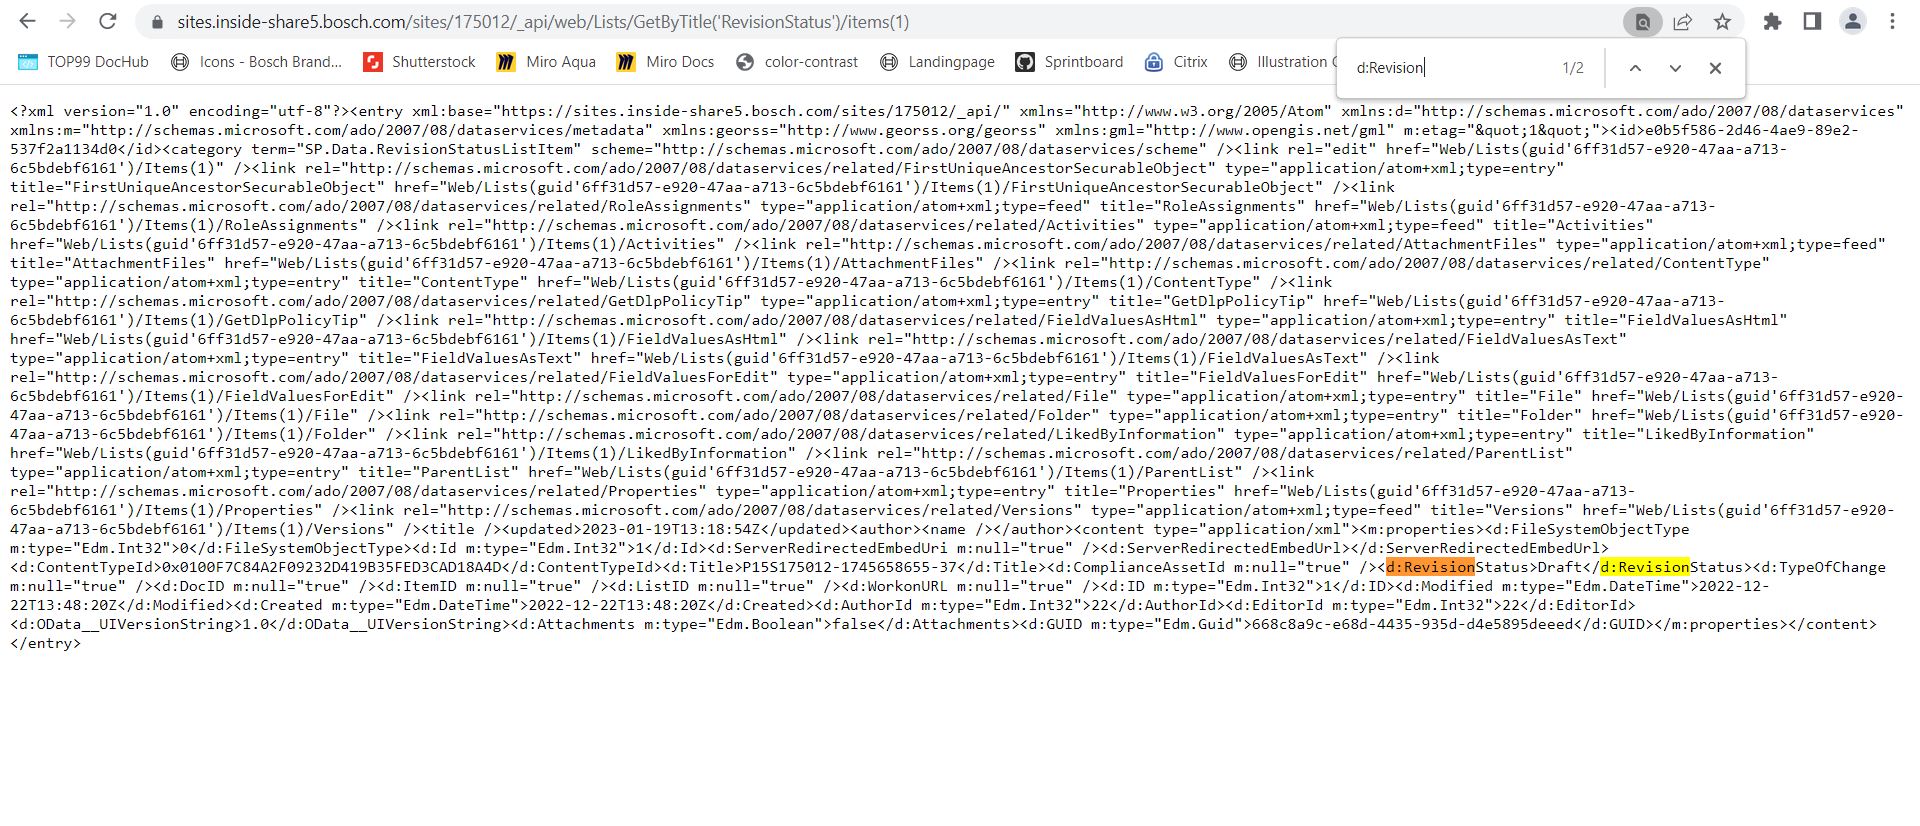 sites.inside-share5.bosch.com/sites/175012/_api/web/Lists/GetByTitle('RevisionStatus')/items(1)
TOP99 DocHub Icons - Bosch Brand... Shutterstock Miro Aqua Miro Docs color-contrast Landingpage Sprintboard Citrix Illustration
d:Revision 1/2
<?xml version="1.0" encoding="utf-8"?><entry xml:base="https://sites.inside-share5.bosch.com/sites/175012/_api/" xmlns="http://www.w3.org/2005/Atom" xmlns:d="http://schemas.microsoft.com/ado/2007/08/dataservices"
xmlns:m="http://schemas.microsoft.com/ado/2007/08/dataservices/metadata" xmlns:georss="http://www.georss.org/georss" xmlns:gml="http://www.opengis.net/gml" m:etag="&quot;1&quot;"><id>e0b5f586-2d46-4ae9-89e2-
537f2a1134d0</id><category term="SP.Data.RevisionStatusListItem" scheme="http://schemas.microsoft.com/ado/2007/08/dataservices/scheme" /><link rel="edit" href="Web/Lists(guid'6ff31d57-e920-47aa-a713-
6c5bdebf6161')/Items(1)" /><link rel="http://schemas.microsoft.com/ado/2007/08/dataservices/related/FirstUniqueAncestorSecurableObject" type="application/atom+xml;type=entry"
title="FirstUniqueAncestorSecurableObject" href="Web/Lists(guid'6ff31d57-e920-47aa-a713-6c5bdebf6161')/Items(1)/FirstUniqueAncestorSecurableObject" /><link
rel="http://schemas.microsoft.com/ado/2007/08/dataservices/related/RoleAssignments" type="application/atom+xml;type=feed" title="RoleAssignments" href="Web/Lists(guid'6ff31d57-e920-47aa-a713-
6c5bdebf6161')/Items(1)/RoleAssignments" /><link rel="http://schemas.microsoft.com/ado/2007/08/dataservices/related/Activities" type="application/atom+xml;type=feed" title="Activities"
href="Web/Lists(guid'6ff31d57-e920-47aa-a713-6c5bdebf6161')/Items(1)/Activities" /><link rel="http://schemas.microsoft.com/ado/2007/08/dataservices/related/AttachmentFiles" type="application/atom+xml;type=feed"
title="AttachmentFiles" href="Web/Lists(guid'6ff31d57-e920-47aa-a713-6c5bdebf6161')/Items(1)/AttachmentFiles" /><link rel="http://schemas.microsoft.com/ado/2007/08/dataservices/related/ContentType"
type="application/atom+xml;type=entry" title="ContentType" href="Web/Lists(guid'6ff31d57-e920-47aa-a713-6c5bdebf6161')/Items(1)/ContentType" /><link
rel="http://schemas.microsoft.com/ado/2007/08/dataservices/related/GetDlpPolicyTip" type="application/atom+xml;type=entry" title="GetDlpPolicyTip" href="Web/Lists(guid'6ff31d57-e920-47aa-a713-
6c5bdebf6161')/Items(1)/GetDlpPolicyTip" /><link rel="http://schemas.microsoft.com/ado/2007/08/dataservices/related/FieldValuesAsHtml" type="application/atom+xml;type=entry" title="FieldValuesAsHtml"
href="Web/Lists(guid'6ff31d57-e920-47aa-a713-6c5bdebf6161')/Items(1)/FieldValuesAsHtml" /><link rel="http://schemas.microsoft.com/ado/2007/08/dataservices/related/FieldValuesAsText"
type="application/atom+xml;type=entry" title="FieldValuesAsText" href="Web/Lists(guid'6ff31d57-e920-47aa-a713-6c5bdebf6161')/Items(1)/FieldValuesAsText" /><link
rel="http://schemas.microsoft.com/ado/2007/08/dataservices/related/FieldValuesForEdit" type="application/atom+xml;type=entry" title="FieldValuesForEdit" href="Web/Lists(guid'6ff31d57-e920-47aa-a713-
6c5bdebf6161')/Items(1)/FieldValuesForEdit" /><link rel="http://schemas.microsoft.com/ado/2007/08/dataservices/related/File" type="application/atom+xml;type=entry" title="File" href="Web/Lists(guid'6ff31d57-e920-
47aa-a713-6c5bdebf6161')/Items(1)/File" /><link rel="http://schemas.microsoft.com/ado/2007/08/dataservices/related/Folder" type="application/atom+xml;type=entry" title="Folder" href="Web/Lists(guid'6ff31d57-e920-
47aa-a713-6c5bdebf6161')/Items(1)/Folder" /><link rel="http://schemas.microsoft.com/ado/2007/08/dataservices/related/LikedByInformation" type="application/atom+xml;type=entry" title="LikedByInformation"
href="Web/Lists(guid'6ff31d57-e920-47aa-a713-6c5bdebf6161')/Items(1)/LikedByInformation" /><link rel="http://schemas.microsoft.com/ado/2007/08/dataservices/related/ParentList"
type="application/atom+xml;type=entry" title="ParentList" href="Web/Lists(guid'6ff31d57-e920-47aa-a713-6c5bdebf6161')/Items(1)/ParentList" /><link
rel="http://schemas.microsoft.com/ado/2007/08/dataservices/related/Properties" type="application/atom+xml;type=entry" title="Properties" href="Web/Lists(guid'6ff31d57-e920-47aa-a713-
6c5bdebf6161')/Items(1)/Properties" /><link rel="http://schemas.microsoft.com/ado/2007/08/dataservices/related/Versions" type="application/atom+xml;type=feed" title="Versions" href="Web/Lists(guid'6ff31d57-e920-
47aa-a713-6c5bdebf6161')/Items(1)/Versions" /><title /><updated>2023-01-19T13:18:54Z</updated><author><name /></author><content type="application/xml"><m:properties><d:FileSystemObjectType
m:type="Edm.Int32">0</d:FileSystemObjectType><d:Id m:type="Edm.Int32">1</d:Id><d:ServerRedirectedEmbedUri m:null="true" /><d:ServerRedirectedEmbedUrl></d:ServerRedirectedEmbedUrl>
<d:ContentTypeId>0x0100F7C84A2F09232D419B35FED3CAD18A4D</d:ContentTypeId><d:Title>P15S175012-1745658655-37</d:Title><d:ComplianceAssetId m:null="true" /><d:RevisionStatus>Draft</d:RevisionStatus><d:TypeOfChange
m:null="true" /><d:DocID m:null="true" /><d:ItemID m:null="true" /><d:ListID m:null="true" /><d:WorkonURL m:null="true" /><d:ID m:type="Edm.Int32">1</d:ID><d:Modified m:type="Edm.DateTime">2022-12-
22T13:48:20Z</d:Modified><d:Created m:type="Edm.DateTime">2022-12-22T13:48:20Z</d:Created><d:AuthorId m:type="Edm.Int32">22</d:AuthorId><d:EditorId m:type="Edm.Int32">22</d:EditorId>
<d:OData__UIVersionString>1.0</d:OData__UIVersionString><d:Attachments m:type="Edm.Boolean">false</d:Attachments><d:GUID m:type="Edm.Guid">668c8a9c-e68d-4435-935d-d4e5895deeed</d:GUID></m:properties></content>
</entry>